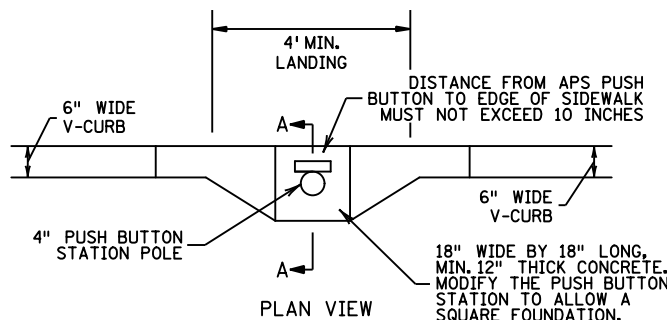 4' MIN.
LANDING
DISTANCE FROM APS PUSH
BUTTON TO EDGE OF SIDEWALK
MUST NOT EXCEED 10 INCHES
6" WIDE
V-CURB
A
6" WIDE
V-CURB
4" PUSH BUTTON
STATION POLE
18" WIDE BY 18" LONG,
MIN. 12" THICK CONCRETE.
MODIFY THE PUSH BUTTON
STATION TO ALLOW A
SQUARE FOUNDATION.
A
PLAN VIEW